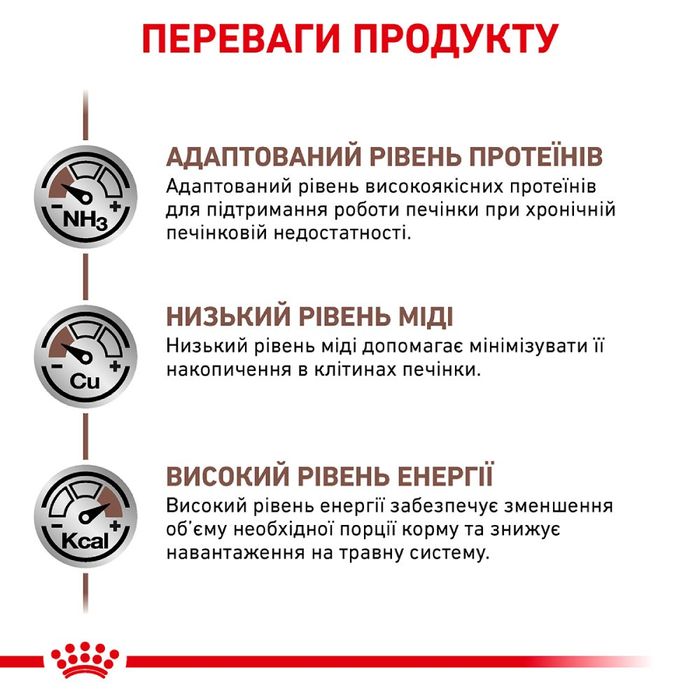 ПЕРЕВАГИ ПРОДУКТУ
АДАПТОВАНИЙ РІВЕНЬ ПРОТЕЇНІВ
Адаптований рівень високоякісних протеїнів
для підтримання роботи печінки при хронічній
печінковій недостатності.
- NH3 +
НИЗЬКИЙ РІВЕНЬ МІДІ
Низький рівень міді допомагає мінімізувати її
накопичення в клітинах печінки.
- Cu +
ВИСОКИЙ РІВЕНЬ ЕНЕРГІЇ
Високий рівень енергії забезпечує зменшення
об’єму необхідної порції корму та знижує
навантаження на травну систему.
- Kcal +